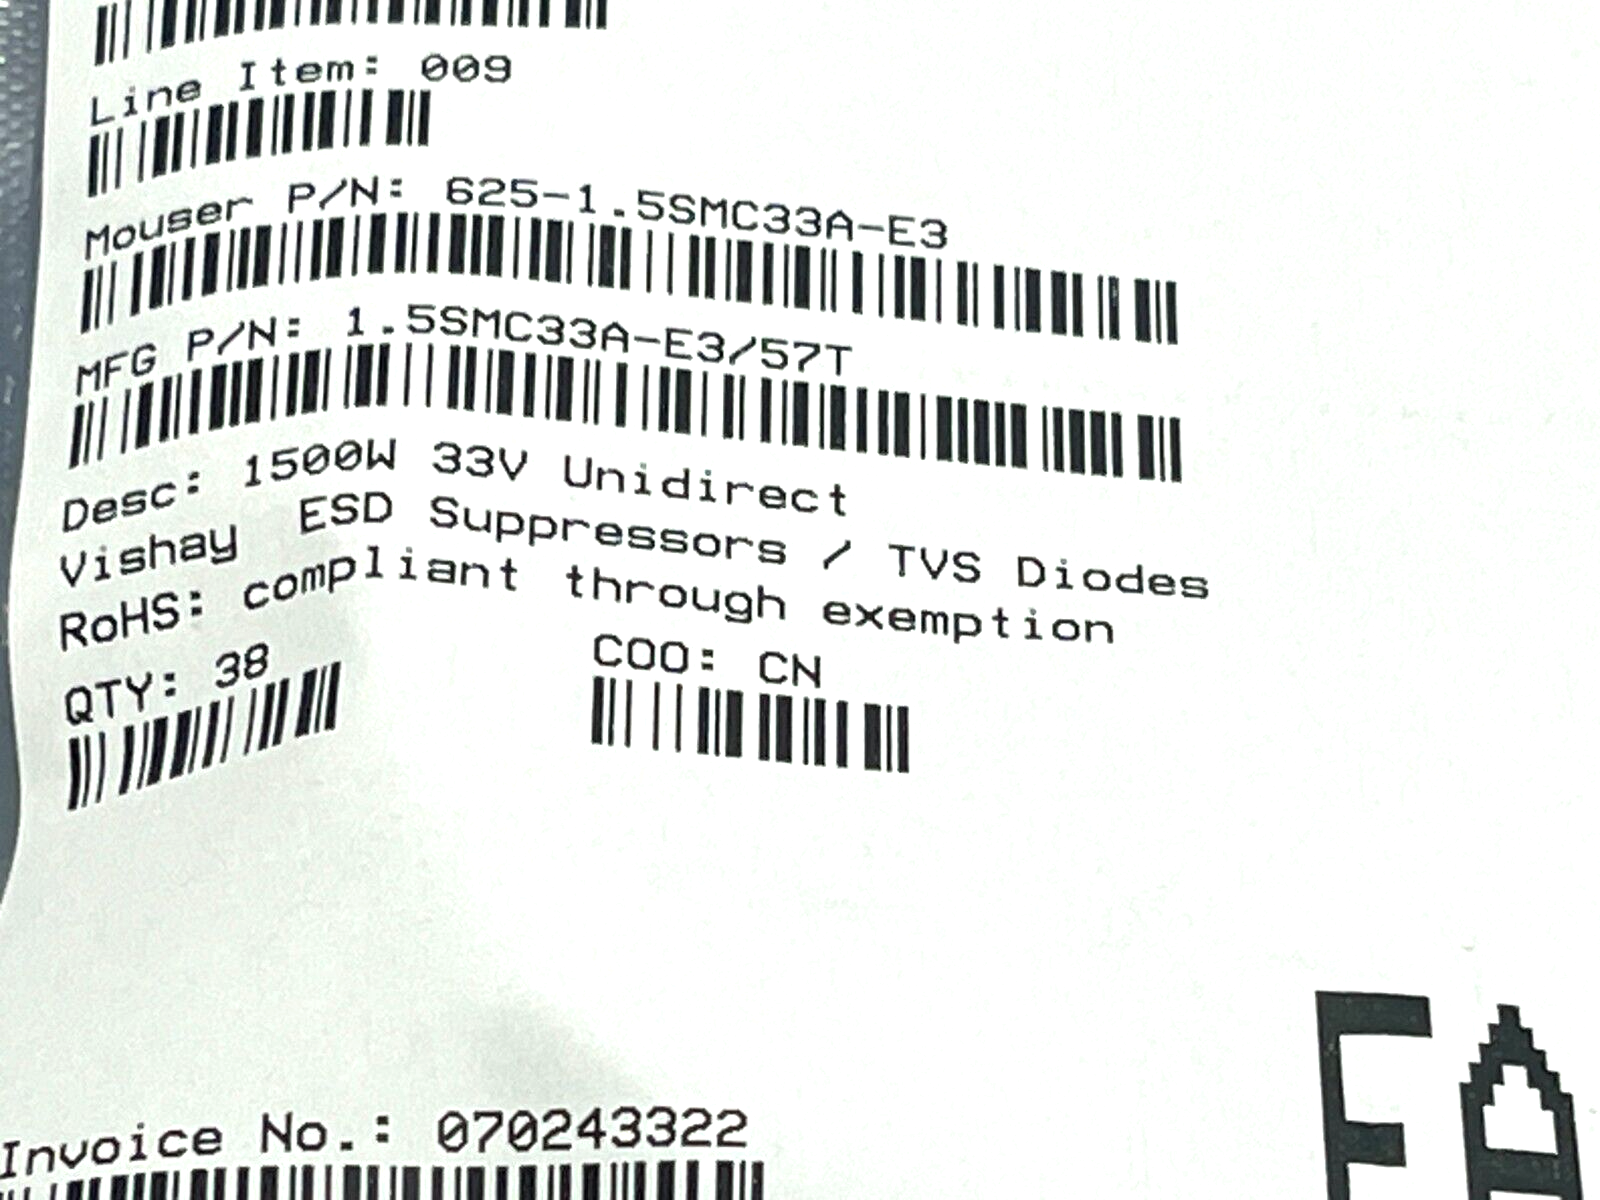 Line Item: 009
Mouser P/N: 625-1.5SMC33A-E3
MFG P/N: 1.5SMC33A-E3/57T
Desc: 1500W 33V Unidirect
Vishay ESD Suppressors / TVS Diodes
RoHS: compliant through exemption
QTY: 38 COO: CN
FA
Invoice No.: 070243322